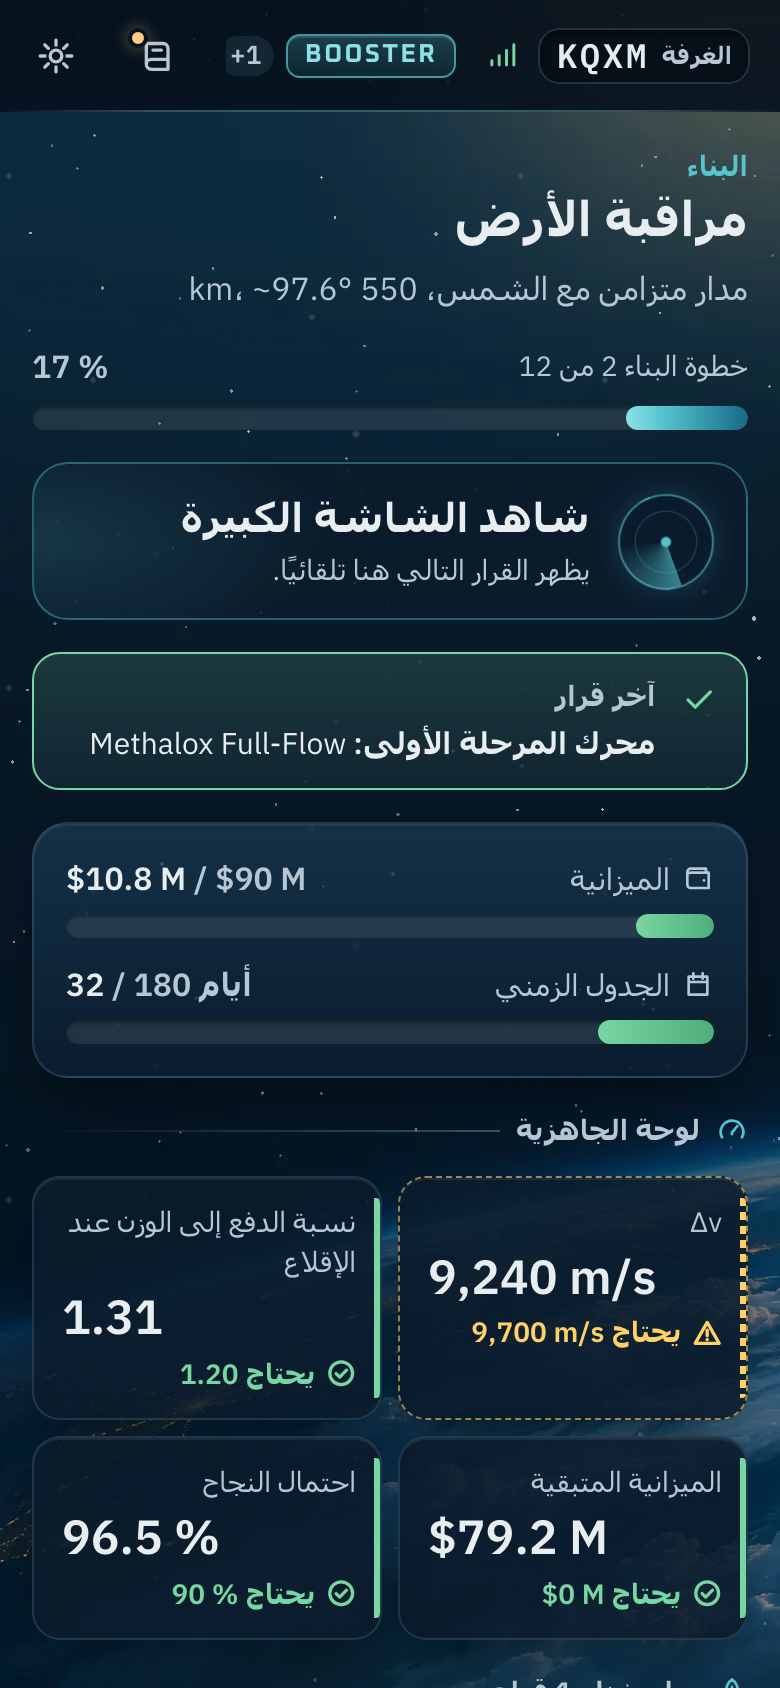 الغرفة KQXM
BOOSTER
+1
البناء
مراقبة الأرض
مدار متزامن مع الشمس، 550 km، ~97.6°
خطوة البناء 2 من 12
17 %
شاهد الشاشة الكبيرة
يظهر القرار التالي هنا تلقائيًا.
آخر قرار
محرك المرحلة الأولى: Methalox Full-Flow
الميزانية
$10.8 M / $90 M
الجدول الزمني
32 / 180 أيام
لوحة الجاهزية
Δv
9,240 m/s
يحتاج 9,700 m/s
نسبة الدفع إلى الوزن عند
الإقلاع
1.31
يحتاج 1.20
الميزانية المتبقية
$79.2 M
يحتاج $0 M
احتمال النجاح
96.5 %
يحتاج 90 %